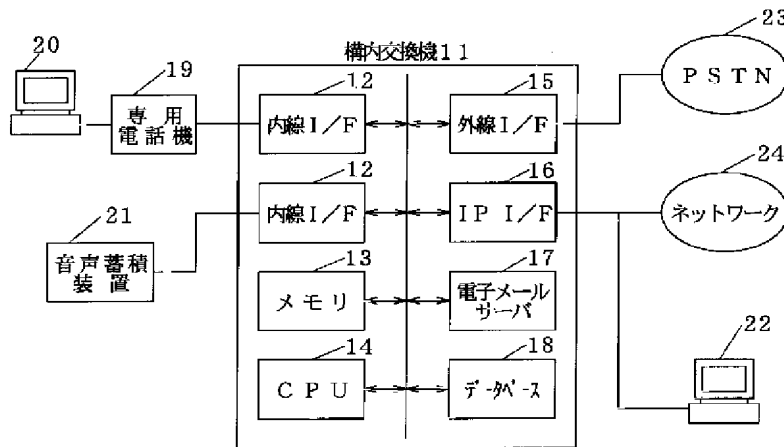 20
19
専用
電話機
21
音声蓄積
装置
構内交換機11
12
内線I/F
12
内線I/F
13
メモリ
14
CPU
15
外線I/F
16
IP I/F
17
電子メール
サーバ
18
データベース
23
PSTN
24
ネットワーク
22